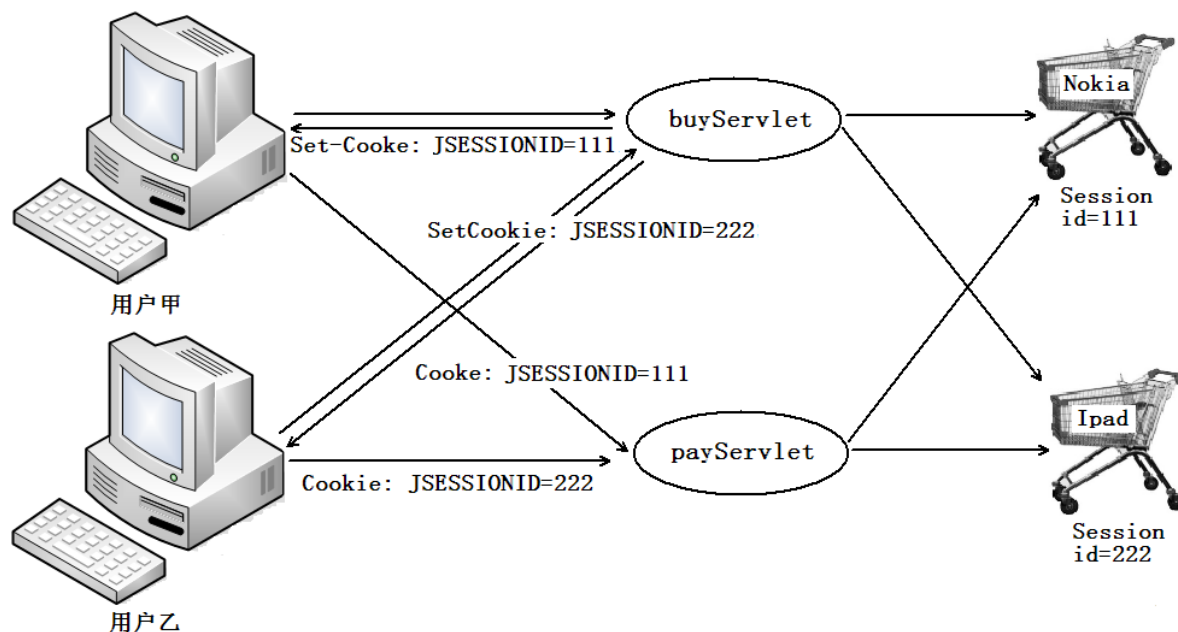 Nokia
buyServlet
Set-Cooke: JSESSIONID=111
Session
id=111
SetCookie: JSESSIONID=222
用户甲
Cooke: JSESSIONID=111
Ipad
payServlet
Cookie: JSESSIONID=222
Session
id=222
用户乙